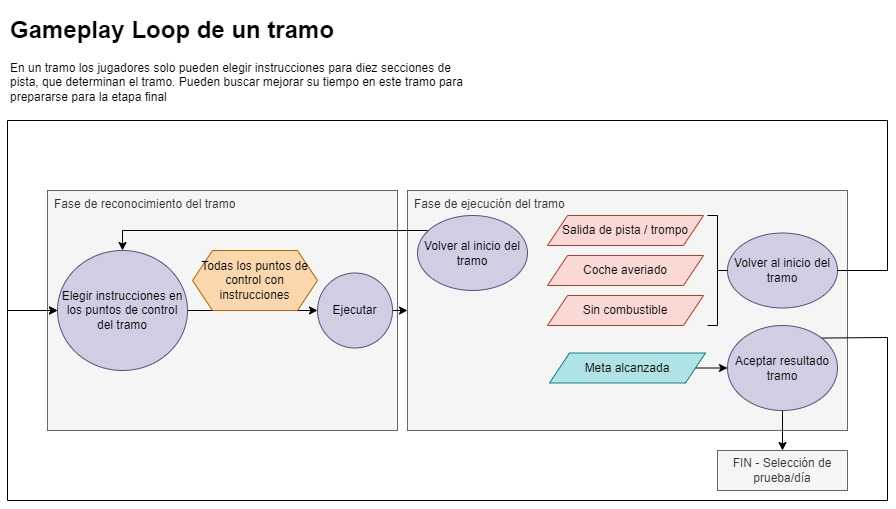 Gameplay Loop de un tramo
En un tramo los jugadores solo pueden elegir instrucciones para diez secciones de
pista, que determinan el tramo. Pueden buscar mejorar su tiempo en este tramo para
prepararse para la etapa final
Fase de reconocimiento del tramo
Elegir instrucciones en
los puntos de control
del tramo
Todas los puntos de
control con
instrucciones
Ejecutar
Fase de ejecución del tramo
Volver al inicio del
tramo
Salida de pista / trompo
Coche averiado
Sin combustible
Volver al inicio del
tramo
Meta alcanzada
Aceptar resultado
tramo
FIN - Selección de
prueba/día